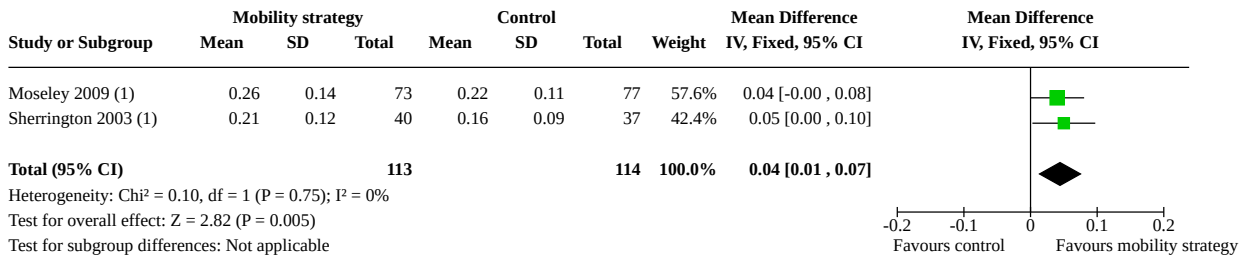 Mobility strategy Control Mean Difference Mean Difference
Study or Subgroup Mean SD Total Mean SD Total Weight IV, Fixed, 95% CI IV, Fixed, 95% CI
Moseley 2009 (1) 0.26 0.14 73 0.22 0.11 77 57.6% 0.04 [-0.00 , 0.08]
Sherrington 2003 (1) 0.21 0.12 40 0.16 0.09 37 42.4% 0.05 [0.00 , 0.10]
Total (95% CI) 113 114 100.0% 0.04 [0.01 , 0.07]
Heterogeneity: Chi² = 0.10, df = 1 (P = 0.75); I² = 0%
Test for overall effect: Z = 2.82 (P = 0.005)
-0.2 -0.1 0 0.1 0.2
Test for subgroup differences: Not applicable
Favours control Favours mobility strategy